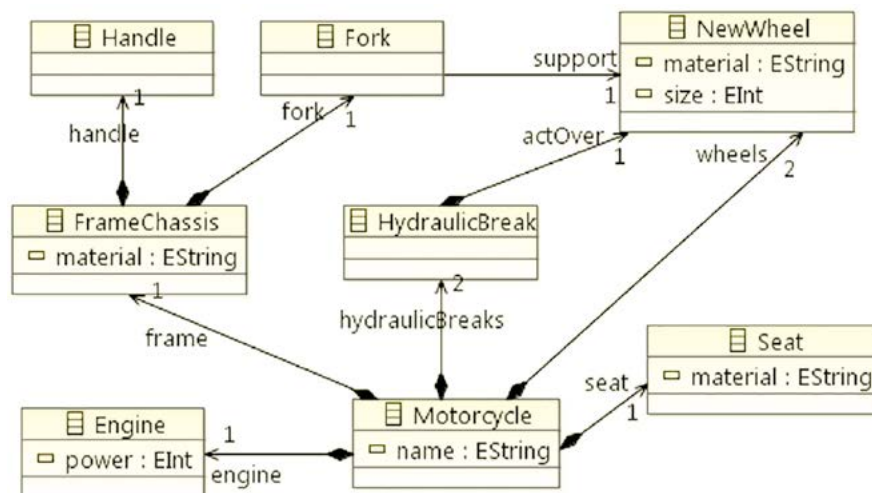 Handle
Fork
NewWheel
material : EString
size : EInt
support
1
1
handle
fork
1
actOver
1
wheels
2
FrameChassis
material : EString
HydraulicBreak
1
frame
2
hydraulicBreaks
Seat
material : EString
seat
1
Engine
power : EInt
1
engine
Motorcycle
name : EString